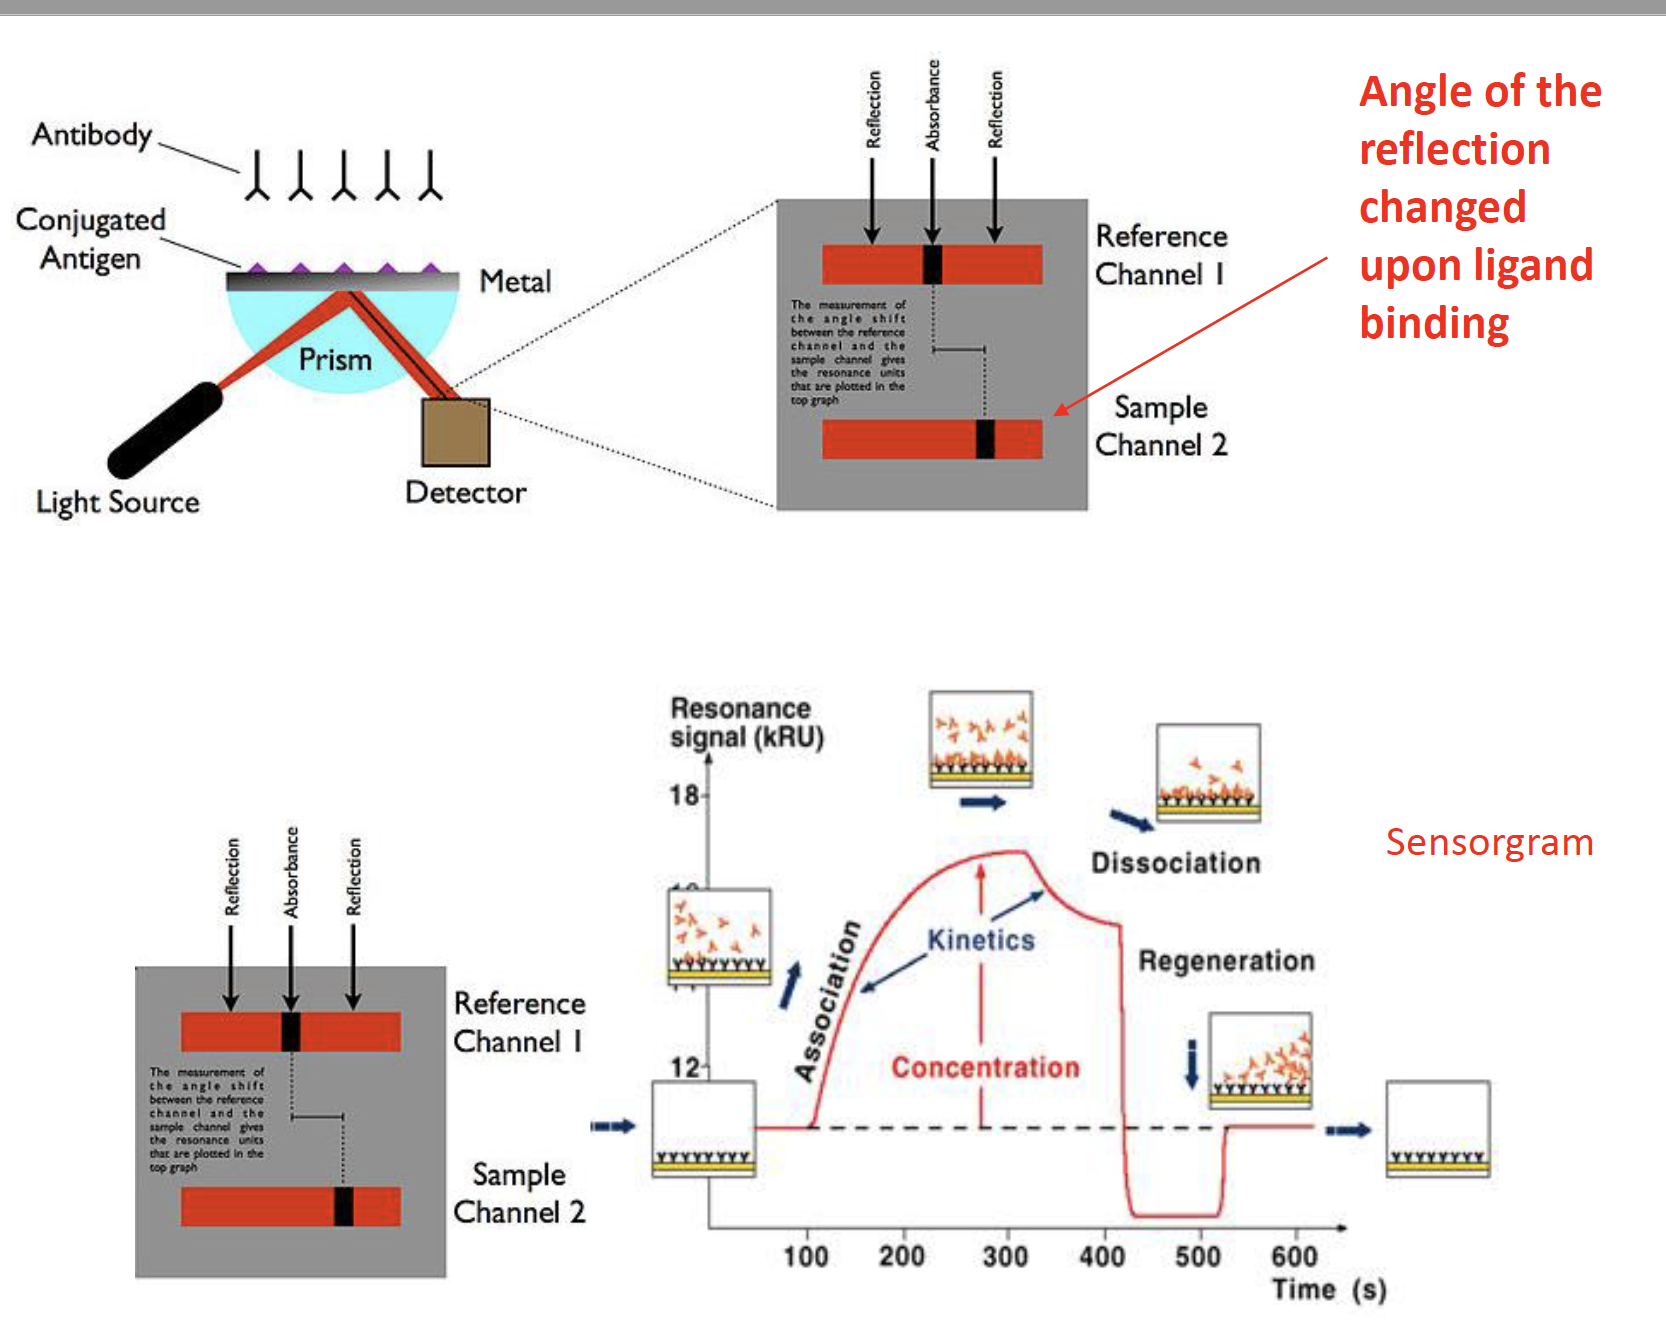 Antibody
Conjugated
Antigen
Metal
Prism
Light Source
Detector
Reflection
Absorbance
Reflection
Reference
Channel 1
The measurement of
the angle shift
between the reference
channel and the
sample channel gives
the resonance units
that are plotted in the
top graph
Sample
Channel 2
Angle of the
reflection
changed
upon ligand
binding
Reflection
Absorbance
Reflection
Reference
Channel 1
The measurement of
the angle shift
between the reference
channel and the
sample channel gives
the resonance units
that are plotted in the
top graph
Sample
Channel 2
Resonance
signal (kRU)
18
12
Association
Kinetics
Concentration
Dissociation
Regeneration
100 200 300 400 500 600
Time (s)
Sensorgram